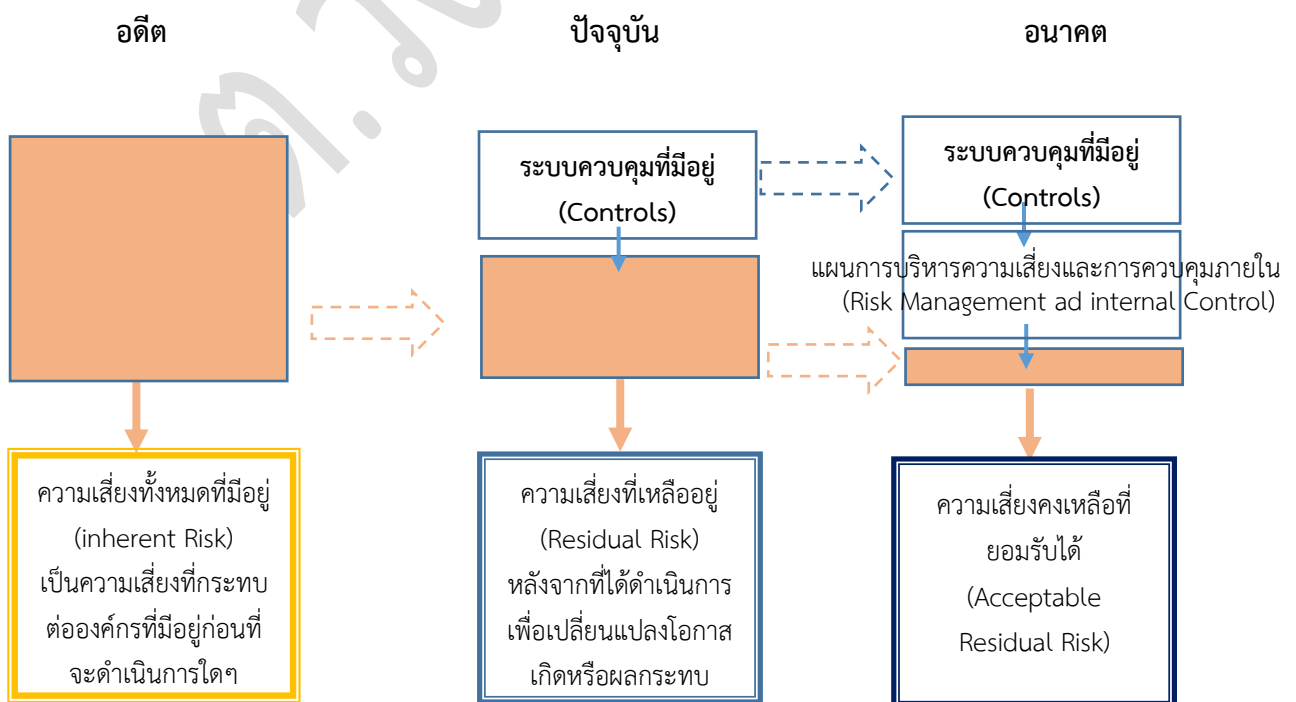 อดีต
ปัจจุบัน
อนาคต
ระบบควบคุมที่มีอยู่
(Controls)
ระบบควบคุมที่มีอยู่
(Controls)
แผนการบริหารความเสี่ยงและการควบคุมภายใน
(Risk Management ad internal Control)
ความเสี่ยงทั้งหมดที่มีอยู่
(inherent Risk)
เป็นความเสี่ยงที่กระทบ
ต่อองค์กรที่มีอยู่ก่อนที่
จะดำเนินการใดๆ
ความเสี่ยงที่เหลืออยู่
(Residual Risk)
หลังจากที่ได้ดำเนินการ
เพื่อเปลี่ยนแปลงโอกาส
เกิดหรือผลกระทบ
ความเสี่ยงคงเหลือที่
ยอมรับได้
(Acceptable
Residual Risk)